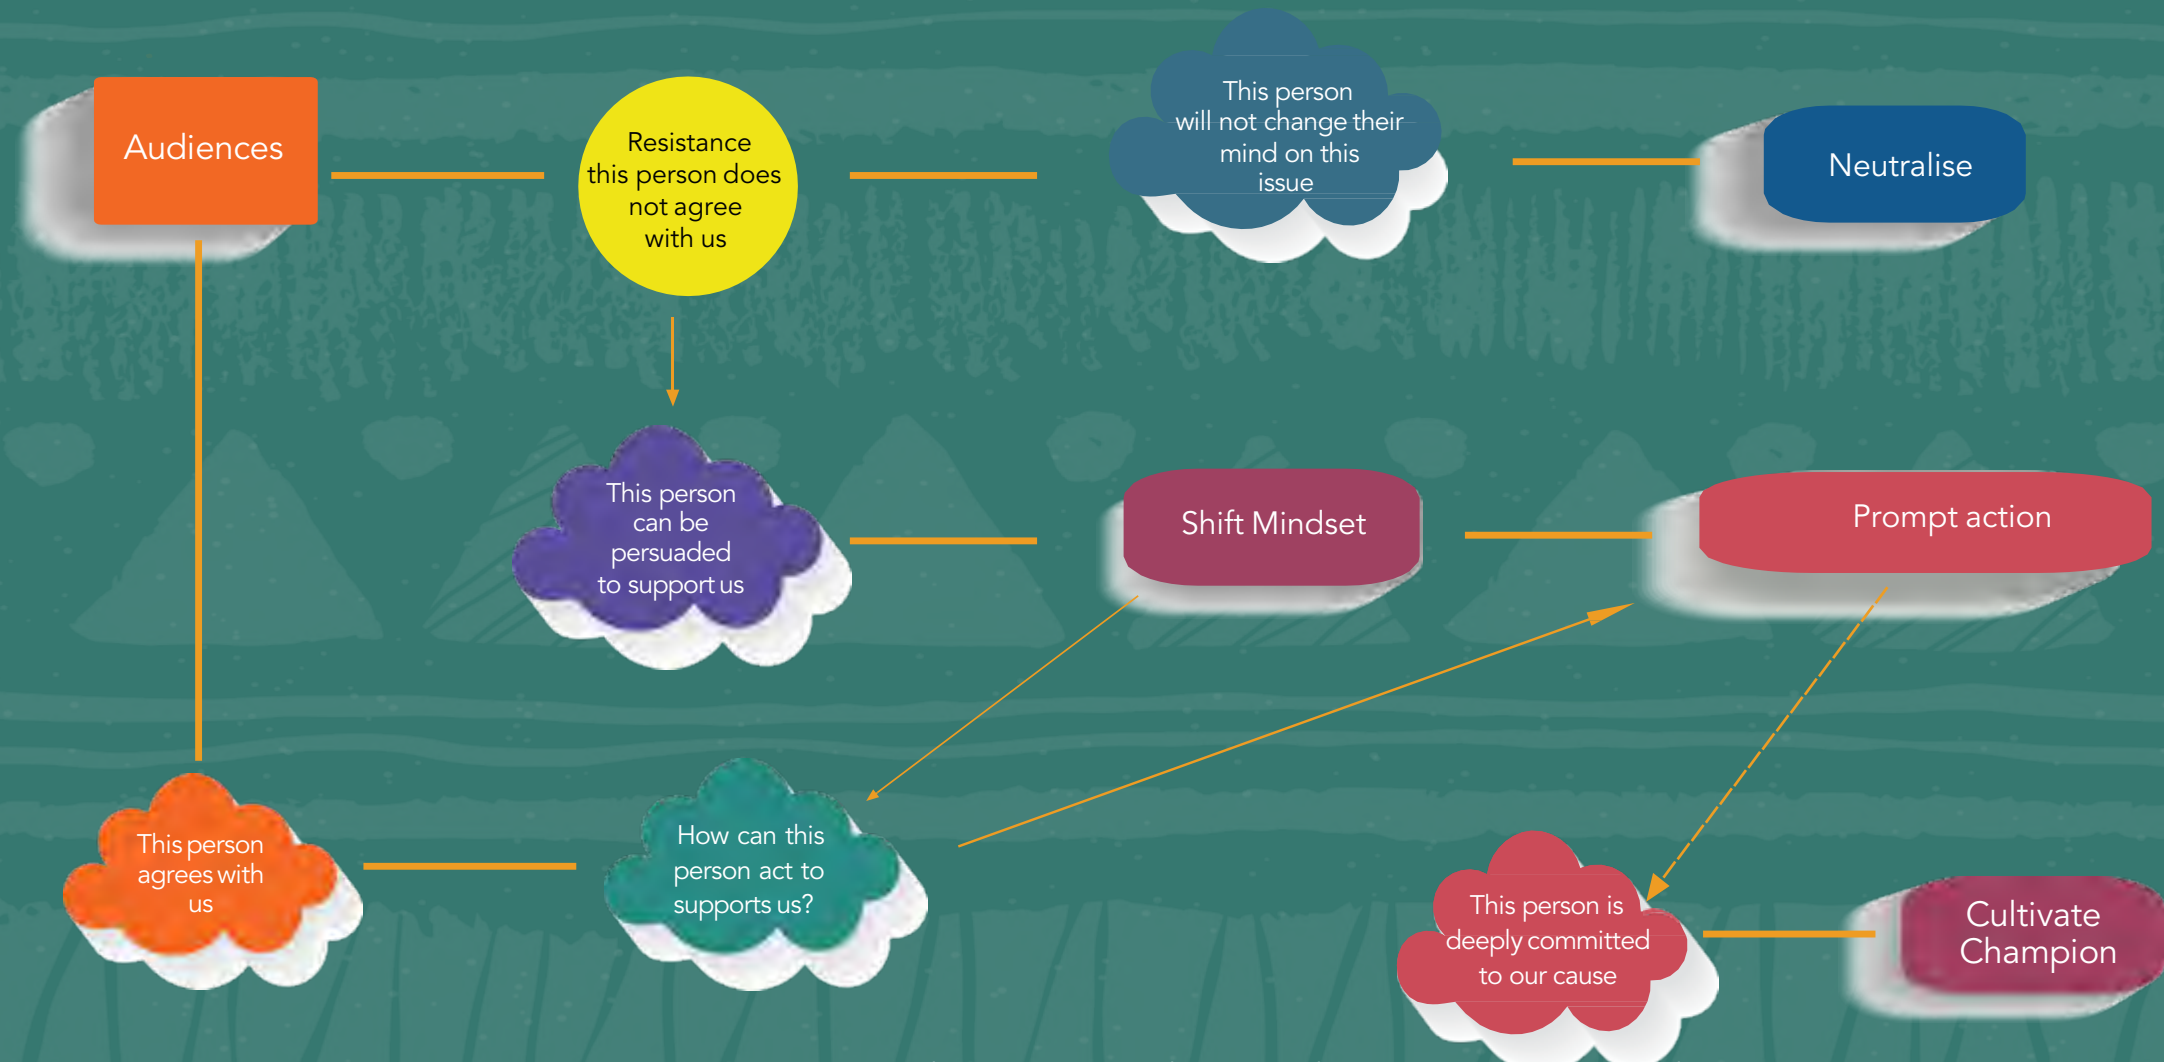 Audiences
Resistance
this person does
not agree
with us
This person
will not change their
mind on this
issue
Neutralise
This person
can be
persuaded
to support us
Shift Mindset
Prompt action
This person
agrees with
us
How can this
person act to
supports us?
This person is
deeply committed
to our cause
Cultivate
Champion